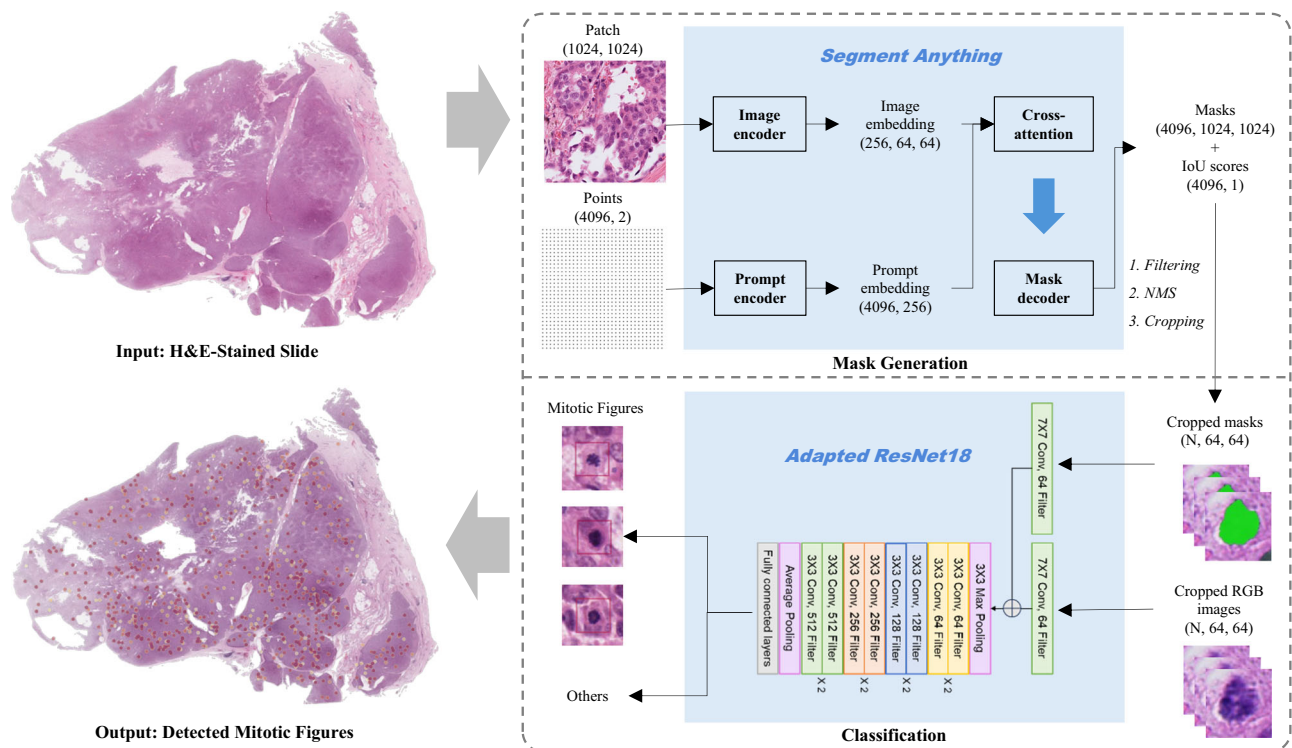 Input: H&E-Stained Slide
Patch
(1024, 1024)
Points
(4096, 2)
Segment Anything
Image
encoder
Image
embedding
(256, 64, 64)
Cross-
attention
Prompt
encoder
Prompt
embedding
(4096, 256)
Mask
decoder
Masks
(4096, 1024, 1024)
+
IoU scores
(4096, 1)
1. Filtering
2. NMS
3. Cropping
Mask Generation
Cropped masks
(N, 64, 64)
Cropped RGB
images
(N, 64, 64)
Adapted ResNet18
7X7 Conv, 64 Filter
7X7 Conv, 64 Filter
3X3 Max Pooling
3X3 Conv, 64 Filter
3X3 Conv, 64 Filter
X 2
3X3 Conv, 128 Filter
3X3 Conv, 128 Filter
X 2
3X3 Conv, 256 Filter
3X3 Conv, 256 Filter
X 2
3X3 Conv, 512 Filter
3X3 Conv, 512 Filter
X 2
Average Pooling
Fully connected layers
Mitotic Figures
Others
Classification
Output: Detected Mitotic Figures